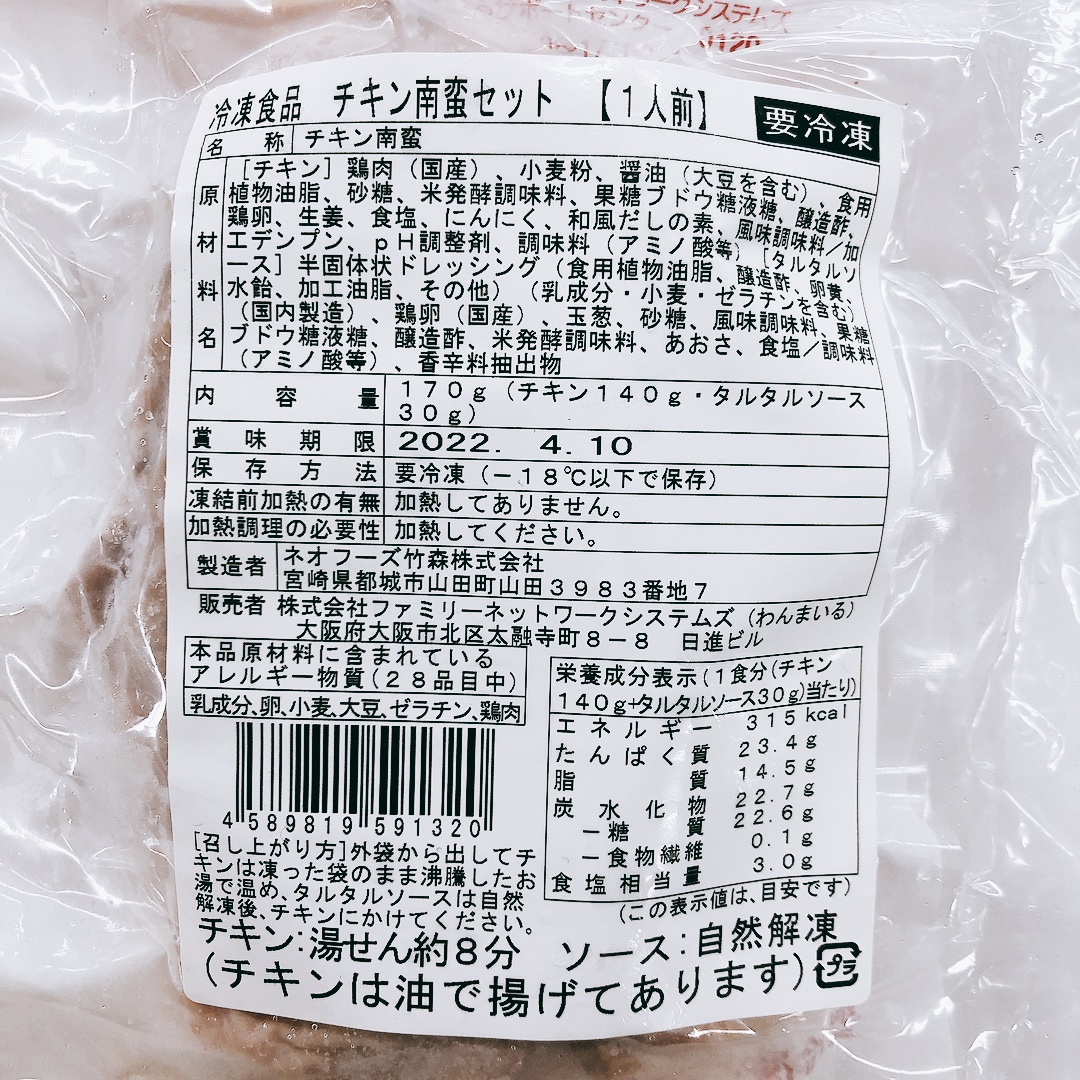 冷凍食品 チキン南蛮セット 【1人前】 要冷凍
名称 チキン南蛮
原材料名
[チキン] 鶏肉(国産)、小麦粉、醤油(大豆を含む)、食用
植物油脂、砂糖、米発酵調味料、果糖ブドウ糖液糖、醸造酢、
鶏卵、生姜、食塩、にんにく、和風だしの素、風味調味料/加
エデンプン、pH調整剤、調味料(アミノ酸等) [タルタルソ
ース] 半固体状ドレッシング(食用植物油脂、醸造酢、卵黄、
水飴、加工油脂、その他)(乳成分・小麦・ゼラチンを含む)
(国内製造)、鶏卵(国産)、玉葱、砂糖、風味調味料、果糖
ブドウ糖液糖、醸造酢、米発酵調味料、あおさ、食塩/調味料
(アミノ酸等)、香辛料抽出物
内容量 170g(チキン140g・タルタルソース
30g)
賞味期限 2022. 4.10
保存方法 要冷凍(-18℃以下で保存)
凍結前加熱の有無 加熱してありません。
加熱調理の必要性 加熱してください。
製造者 ネオフーズ竹森株式会社
宮崎県都城市山田町山田3983番地7
販売者 株式会社ファミリーネットワークシステムズ(わんまいる)
大阪府大阪市北区太融寺町8-8 日進ビル
本品原材料に含まれている
アレルギー物質(28品目中)
乳成分、卵、小麦、大豆、ゼラチン、鶏肉
4 589819 591320
[召し上がり方]外袋から出してチ
キンは凍った袋のまま沸騰したお
湯で温め、タルタルソースは自然
解凍後、チキンにかけてください。
栄養成分表示(1食分(チキン
140g+タルタルソース30g)当たり)
エネルギー 315kcal
たんぱく質 23.4g
脂質 14.5g
炭水化物 22.7g
-糖質 22.6g
-食物繊維 0.1g
食塩相当量 3.0g
(この表示値は、目安です)
チキン:湯せん約8分 ソース:自然解凍
(チキンは油で揚げてあります)
プラ